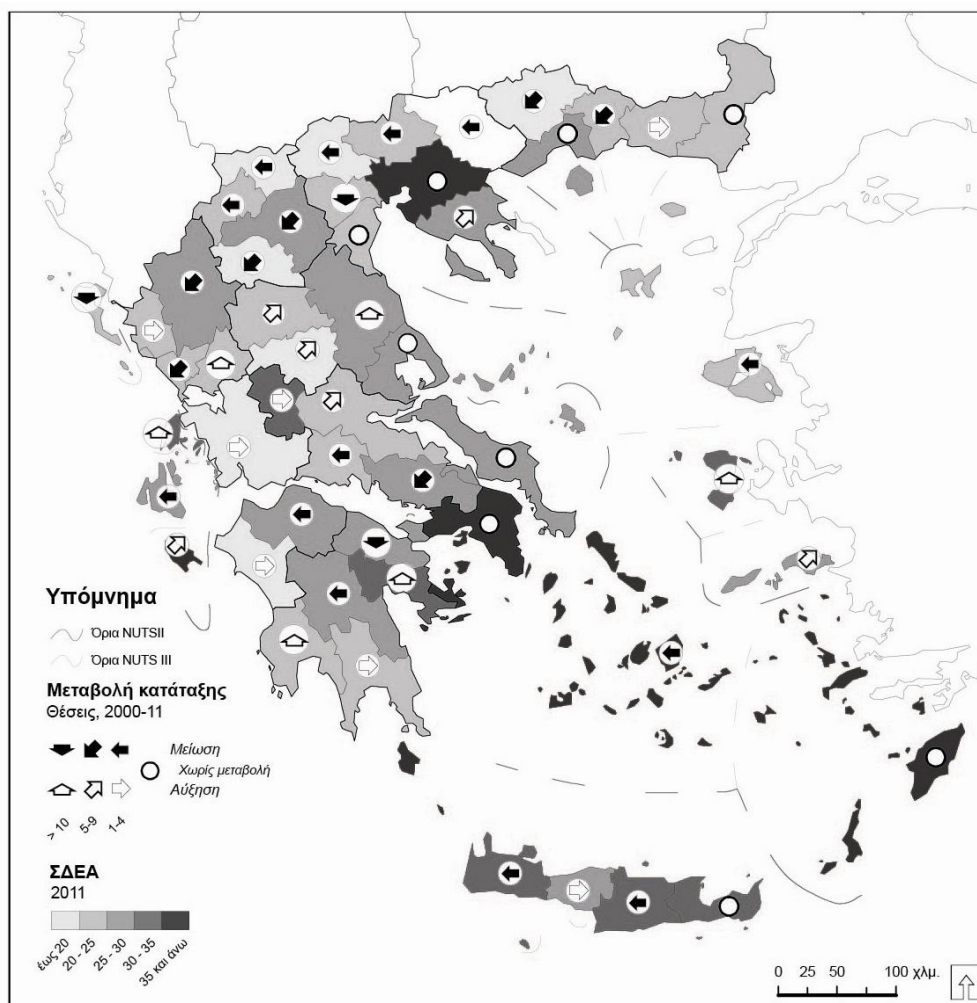 Υπόμνημα
Όρια NUTSII
Όρια NUTS III
Μεταβολή κατάταξης
Θέσεις, 2000-11
Μείωση
Χωρίς μεταβολή
Αύξηση
> 10 5-9 1-4
ΣΔΕΑ
2011
έως 20 20 - 25 25 - 30 30 - 35 35 και άνω
0 25 50 100 χλμ.